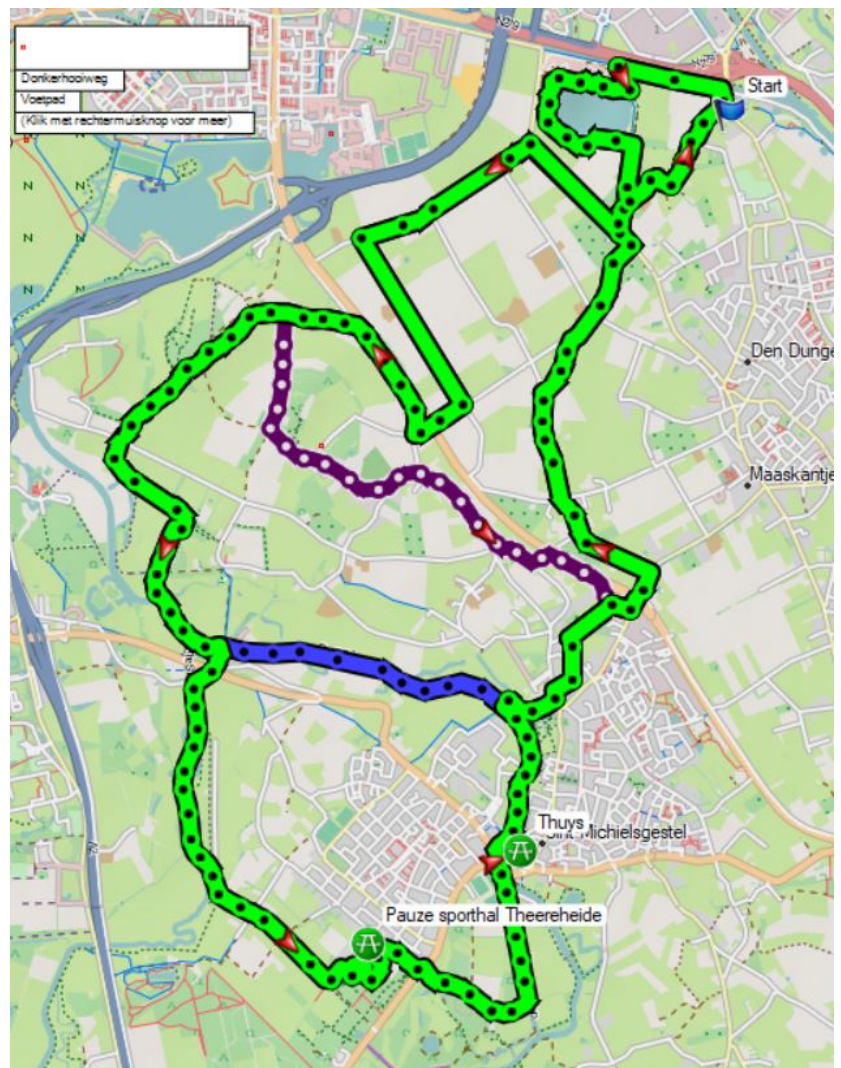 Donkerhooiweg
Voetpad
(Klik met rechtermuisknop voor meer)
Start
N
N
N
N
N
Den Dunge
Maaskantje
Thuys
Sint Michielsgestel
Pauze sporthal Theereheide